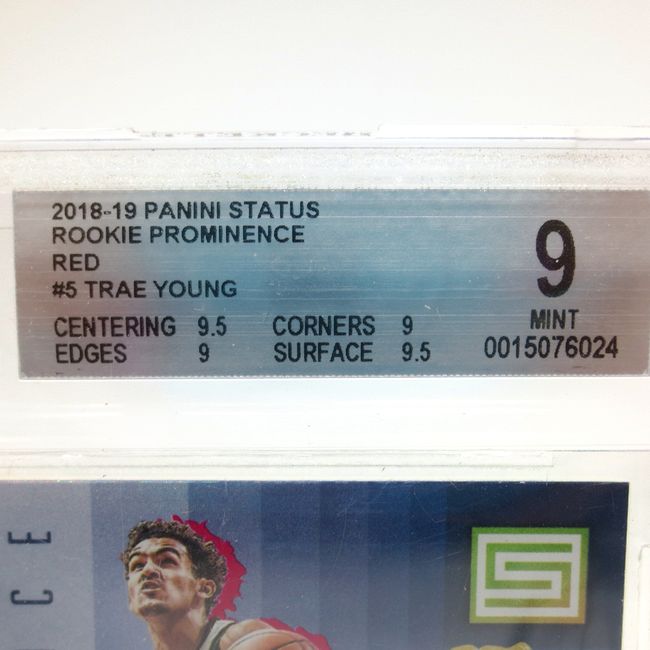 2018-19 PANINI STATUS
ROOKIE PROMINENCE
RED
#5 TRAE YOUNG
CENTERING 9.5 CORNERS 9
EDGES 9 SURFACE 9.5
9
MINT
0015076024
C E